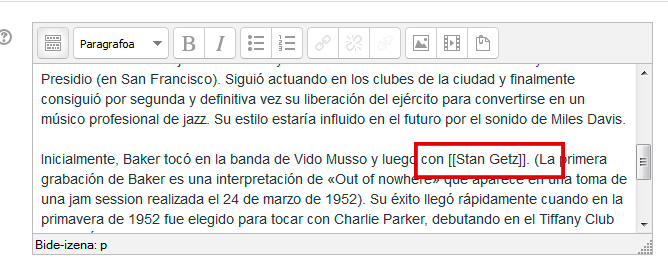 Paragrafoa
B I
Presidio (en San Francisco). Siguió actuando en los clubes de la ciudad y finalmente
consiguió por segunda y definitiva vez su liberación del ejército para convertirse en un
músico profesional de jazz. Su estilo estaría influido en el futuro por el sonido de Miles Davis.
Inicialmente, Baker tocó en la banda de Vido Musso y luego con [[Stan Getz]]. (La primera
grabación de Baker es una interpretación de «Out of nowhere» que aparece en una toma de
una jam session realizada el 24 de marzo de 1952). Su éxito llegó rápidamente cuando en la
primavera de 1952 fue elegido para tocar con Charlie Parker, debutando en el Tiffany Club
Bide-izena: p